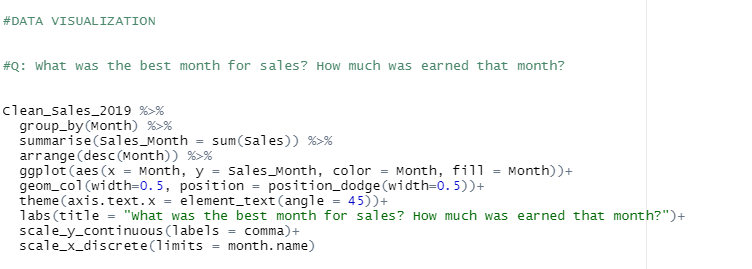 #DATA VISUALIZATION
#Q: What was the best month for sales? How much was earned that month?
Clean_Sales_2019 %>%
group_by(Month) %>%
summarise(Sales_Month = sum(Sales)) %>%
arrange(desc(Month)) %>%
ggplot(aes(x = Month, y = Sales_Month, color = Month, fill = Month))+
geom_col(width=0.5, position = position_dodge(width=0.5))+
theme(axis.text.x = element_text(angle = 45))+
labs(title = "What was the best month for sales? How much was earned that month?")+
scale_y_continuous(labels = comma)+
scale_x_discrete(limits = month.name)